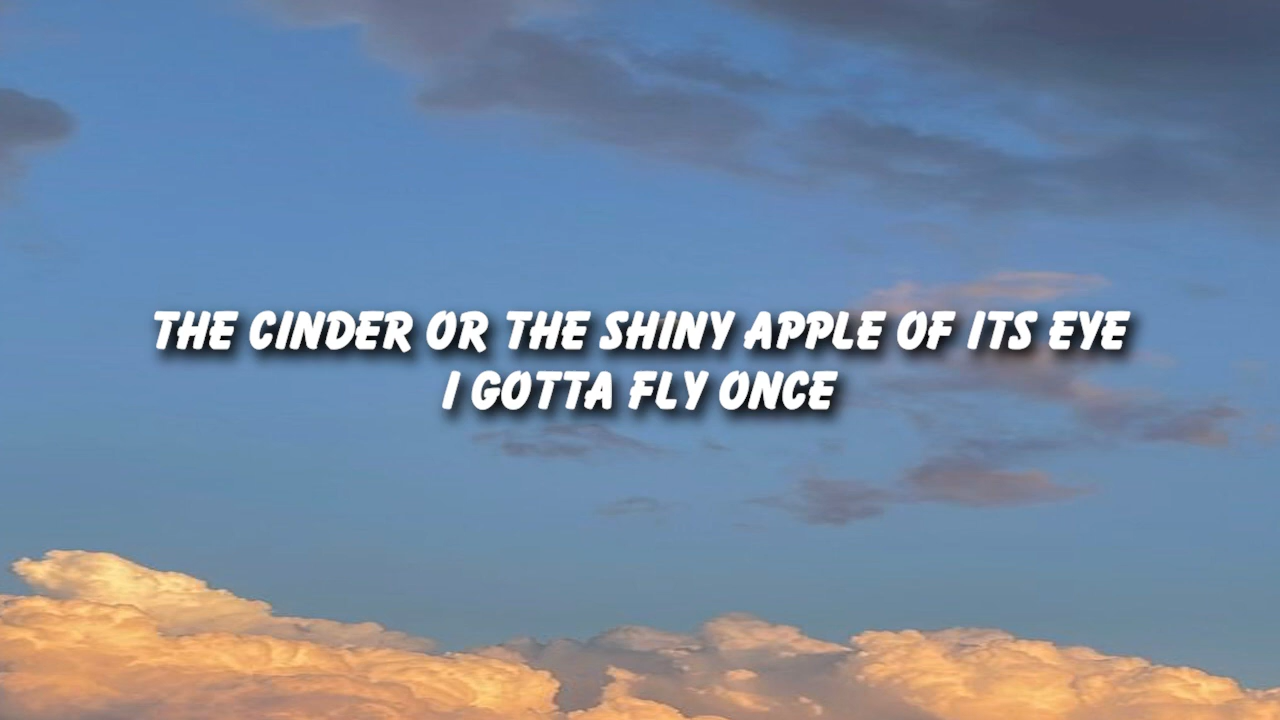 THE CINDER OR THE SHINY APPLE OF ITS EYE
I GOTTA FLY ONCE